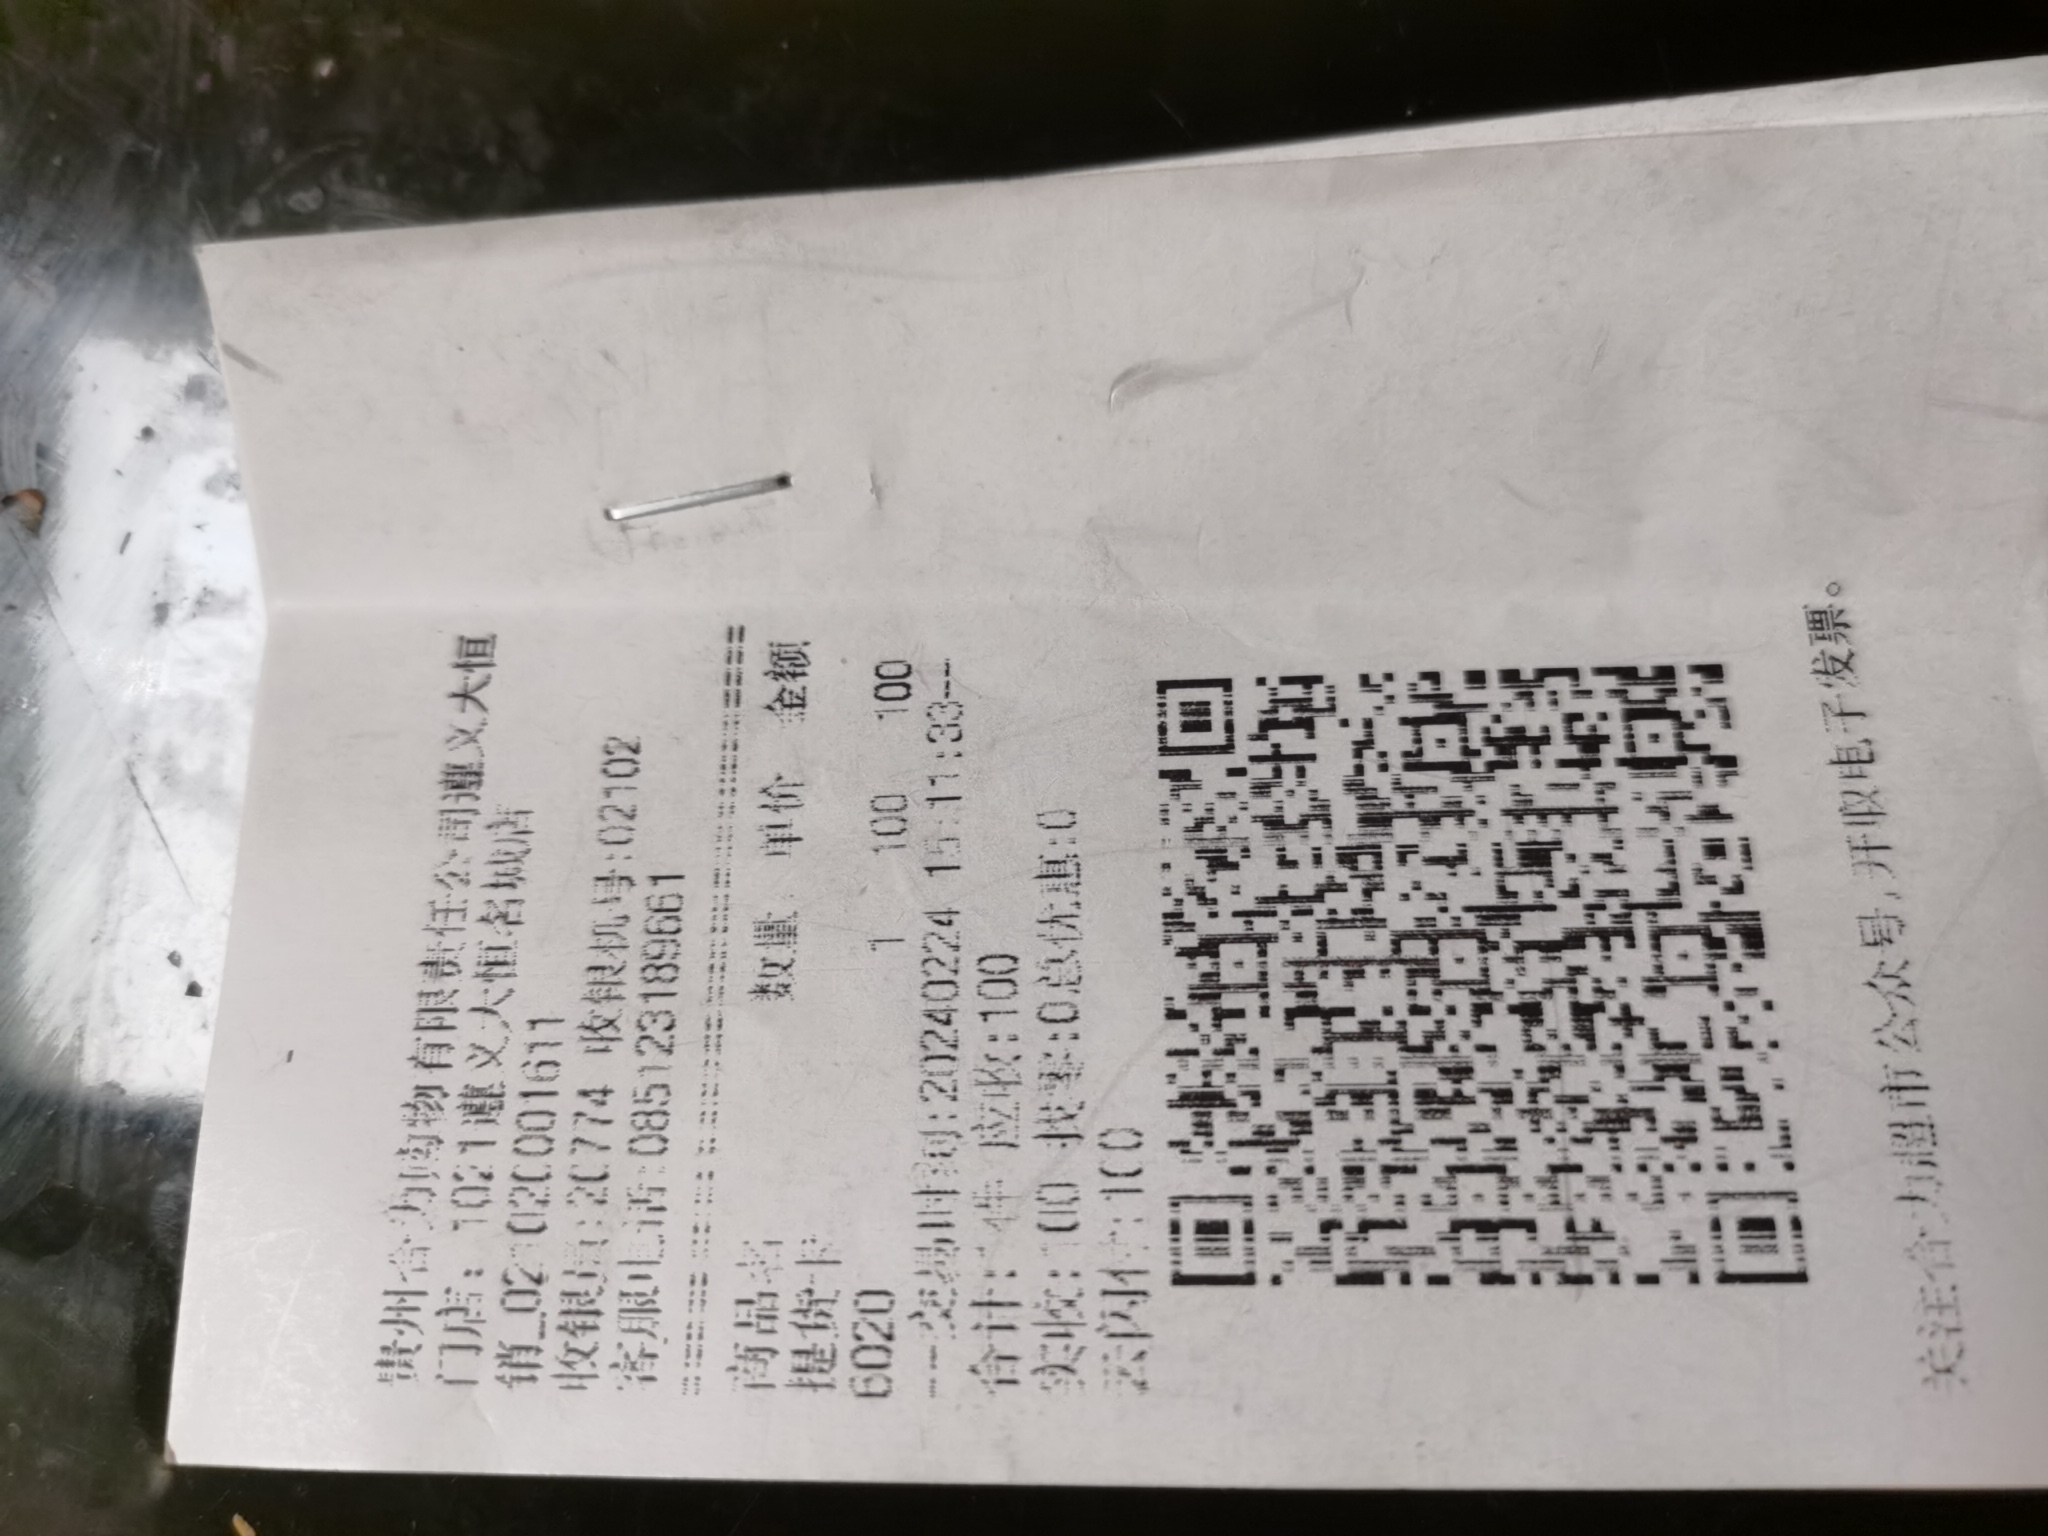 贵州合力购物有限责任公司遵义大恒
门店：1021遵义大恒名城店
销_02102C001611
收银员:20774 收银机号:02102
客服电话:085123189661
商品名 数量 单价 金额
提货卡
6020 1 100 100
---交易时间:20240224 15:11:33--
合计:1件 应收:100
实收:100 找零:0总优惠:0
云闪付:100
关注合力超市公众号,开取电子发票。